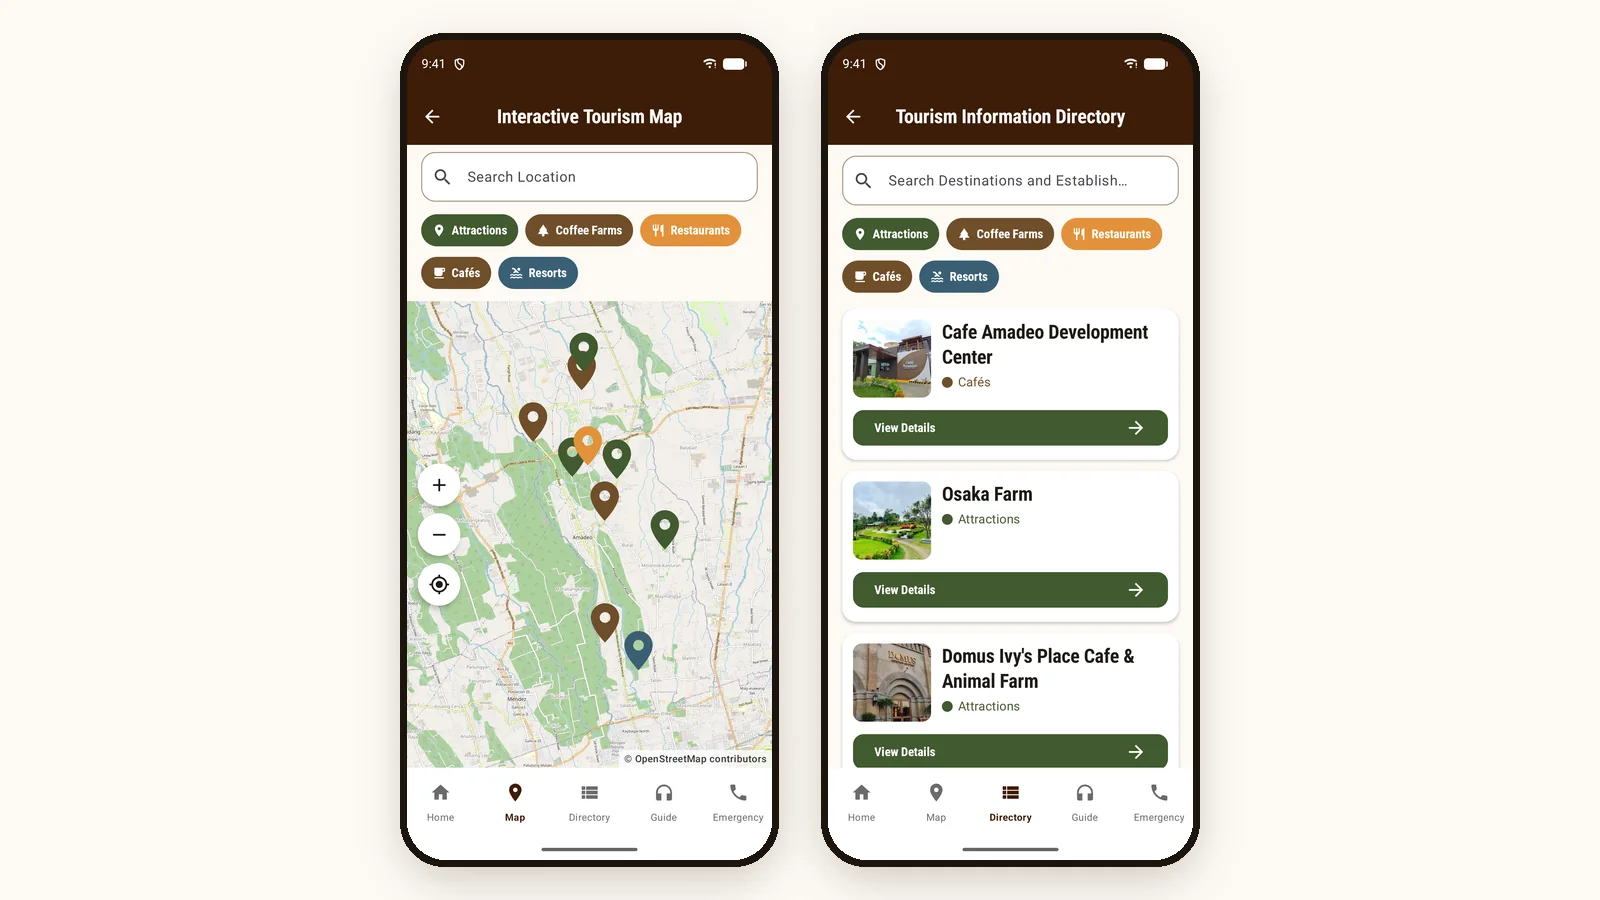 9:41
Interactive Tourism Map
Search Location
Attractions
Coffee Farms
Restaurants
Cafés
Resorts
Amadeo
Mendez
© OpenStreetMap contributors
Home
Map
Directory
Guide
Emergency
9:41
Tourism Information Directory
Search Destinations and Establish...
Attractions
Coffee Farms
Restaurants
Cafés
Resorts
Cafe Amadeo Development
Center
Cafés
View Details
Osaka Farm
Attractions
View Details
DOMUS
Domus Ivy's Place Cafe &
Animal Farm
Attractions
View Details
Home
Map
Directory
Guide
Emergency